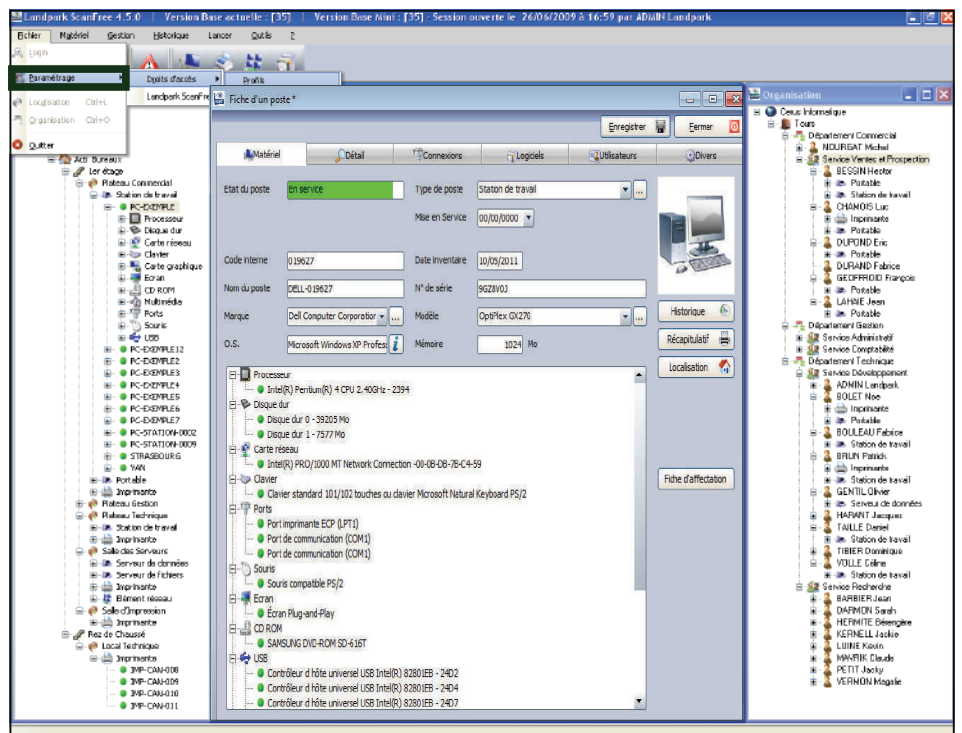 Landpark ScanFree 4.5.0 | Version Base actuelle : [35] | Version Base Mini : [35] - Session ouverte le 26/06/2009 à 16:59 par ADMIN Landpark
Fichier Matériel Gestion Historique Lancer Outils ?
Login
Paramétrage
Droits d'accès
Profils
Landpark ScanFre
Localisation Ctrl+L
Organisation Ctrl+O
Quitter
Acti Bureaux
1er étage
Plateau Commercial
Station de travail
PC-EXEMPLE
Processeur
Disque dur
Carte réseau
Clavier
Carte graphique
Ecran
CD ROM
Multimédia
Ports
Souris
USB
PC-EXEMPLE12
PC-EXEMPLE2
PC-EXEMPLE3
PC-EXEMPLE4
PC-EXEMPLE5
PC-EXEMPLE6
PC-EXEMPLE7
PC-STATION-0002
PC-STATION-0009
STRASBOURG
YAN
Portable
Imprimante
Plateau Gestion
Plateau Technique
Station de travail
Imprimante
Salle des Serveurs
Serveur de données
Serveur de fichiers
Imprimante
Elément réseau
Salle d'Impression
Imprimante
Rez de Chaussé
Local Technique
Imprimante
IMP-CAN-008
IMP-CAN-009
IMP-CAN-010
IMP-CAN-011
Fiche d'un poste *
Enregistrer Fermer
Matériel Détail Connexions Logiciels Utilisateurs Divers
Etat du poste En service Type de poste Station de travail ...
Mise en Service 00/00/0000
Code interne 019627 Date Inventaire 10/05/2011
Nom du poste DELL-019627 N° de série 9GZ8V0J
Marque Dell Computer Corporatior ... Modèle OptiPlex GX270 ...
O.S. Microsoft Windows XP Profes Mémoire 1024 Mo
Historique
Récapitulatif
Localisation
Fiche d'affectation
Processeur
Intel(R) Pentium(R) 4 CPU 2.40GHz - 2394
Disque dur
Disque dur 0 - 39205 Mo
Disque dur 1 - 7577 Mo
Carte réseau
Intel(R) PRO/1000 MT Network Connection -00-0B-DB-7B-C4-59
Clavier
Clavier standard 101/102 touches ou clavier Microsoft Natural Keyboard PS/2
Ports
Port imprimante ECP (LPT1)
Port de communication (COM1)
Port de communication (COM1)
Souris
Souris compatible PS/2
Ecran
Écran Plug-and-Play
CD ROM
SAMSUNG DVD-ROM SD-616T
USB
Contrôleur d hôte universel USB Intel(R) 82801EB - 24D2
Contrôleur d hôte universel USB Intel(R) 82801EB - 24D4
Contrôleur d hôte universel USB Intel(R) 82801EB - 24D7
Organisation
Cerus Informatique
Tours
Département Commercial
NOURGAT Michel
Service Ventes et Prospection
BESSIN Hector
Portable
Station de travail
CHAMOIS Luc
Imprimante
Portable
DUPOND Eric
Portable
DURAND Fabrice
GEOFFROID François
Portable
LAHAIE Jean
Portable
Département Gestion
Service Administratif
Service Comptabilité
Département Technique
Service Développement
ADMIN Landpark
BOLET Noe
Imprimante
Portable
BOULEAU Fabrice
Station de travail
BRUN Patrick
Imprimante
Station de travail
GENTIL Olivier
Serveur de données
HARANT Jacques
TAILLE Daniel
Station de travail
TIBIER Dominique
VOLLE Céline
Station de travail
Service Recherche
BARBIER Jean
DARMON Sarah
HERMITE Bérengère
KERNELL Jackie
LUINE Kevin
MAVRIK Claude
PETIT Jacky
VERNON Magalie